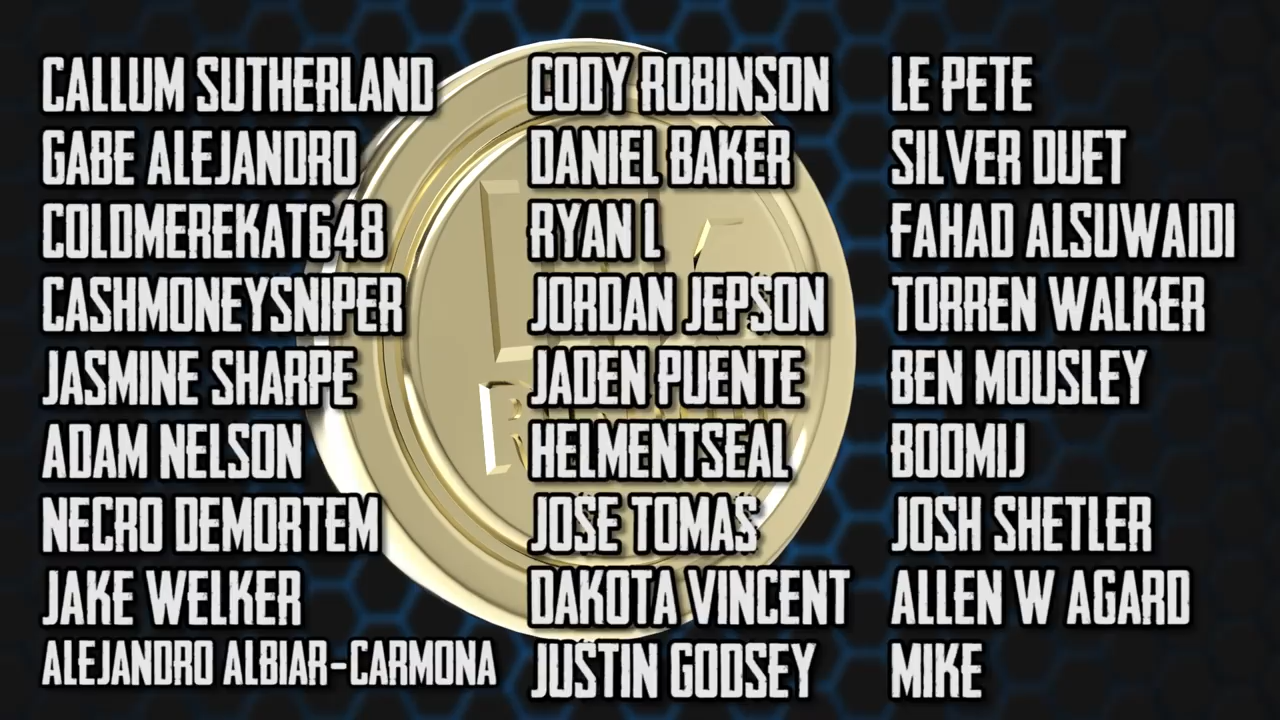 CALLUM SUTHERLAND
GABE ALEJANDRO
COLDMEREKAT648
CASHMONEYSNIPER
JASMINE SHARPE
ADAM NELSON
NECRO DEMORTEM
JAKE WELKER
ALEJANDRO ALBIAR-CARMONA
CODY ROBINSON
DANIEL BAKER
RYAN L
JORDAN JEPSON
JADEN PUENTE
HELMENTSEAL
JOSE TOMAS
DAKOTA VINCENT
JUSTIN GODSEY
LE PETE
SILVER DUET
FAHAD ALSUWAIDI
TORREN WALKER
BEN MOUSLEY
BOOMIJ
JOSH SHETLER
ALLEN W AGARD
MIKE